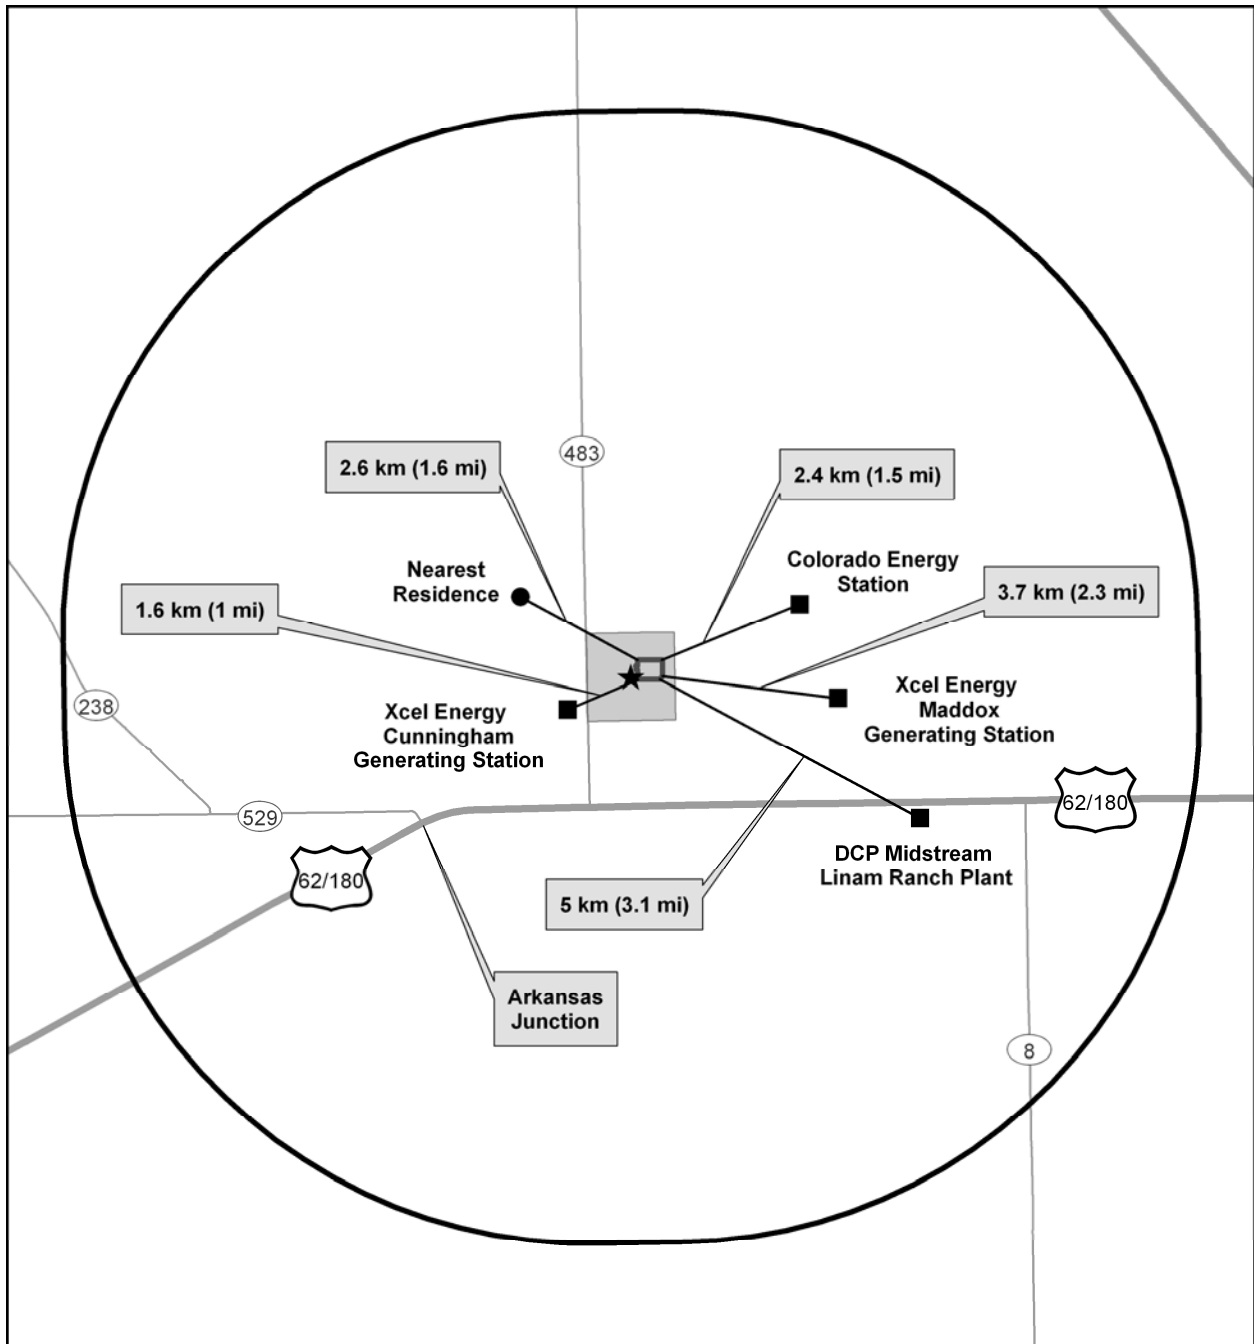 483
2.6 km (1.6 mi)
2.4 km (1.5 mi)
Colorado Energy
Station
Nearest
Residence
3.7 km (2.3 mi)
1.6 km (1 mi)
Xcel Energy
Maddox
Generating Station
238
Xcel Energy
Cunningham
Generating Station
62/180
529
DCP Midstream
Linam Ranch Plant
62/180
5 km (3.1 mi)
Arkansas
Junction
8